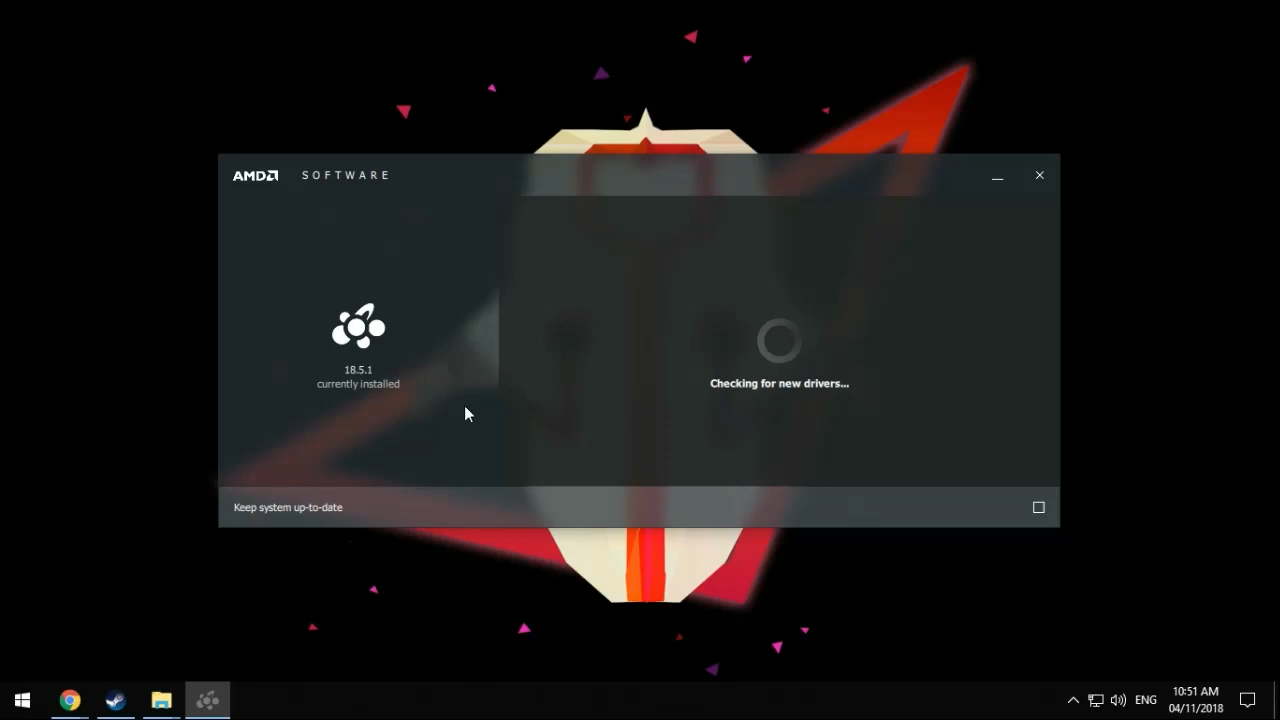 AMD SOFTWARE
18.5.1
currently installed
Checking for new drivers...
Keep system up-to-date
ENG
10:51 AM
04/11/2018